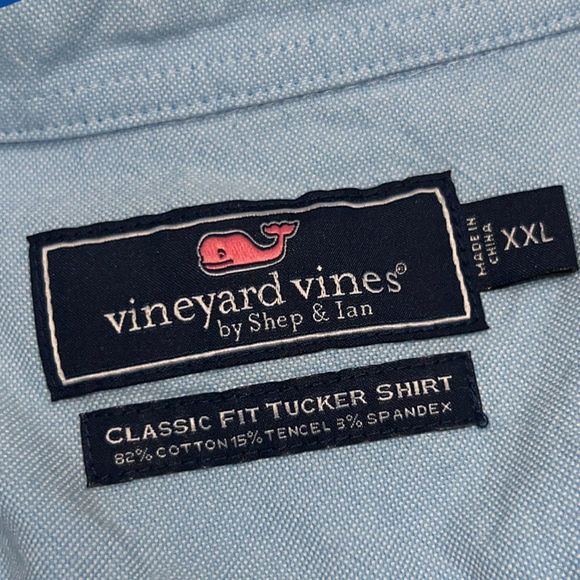 vineyard vines®
by Shep & Ian
MADE IN
CHINA
XXL
CLASSIC FIT TUCKER SHIRT
82% COTTON 15% TENCEL 3% SPANDEX